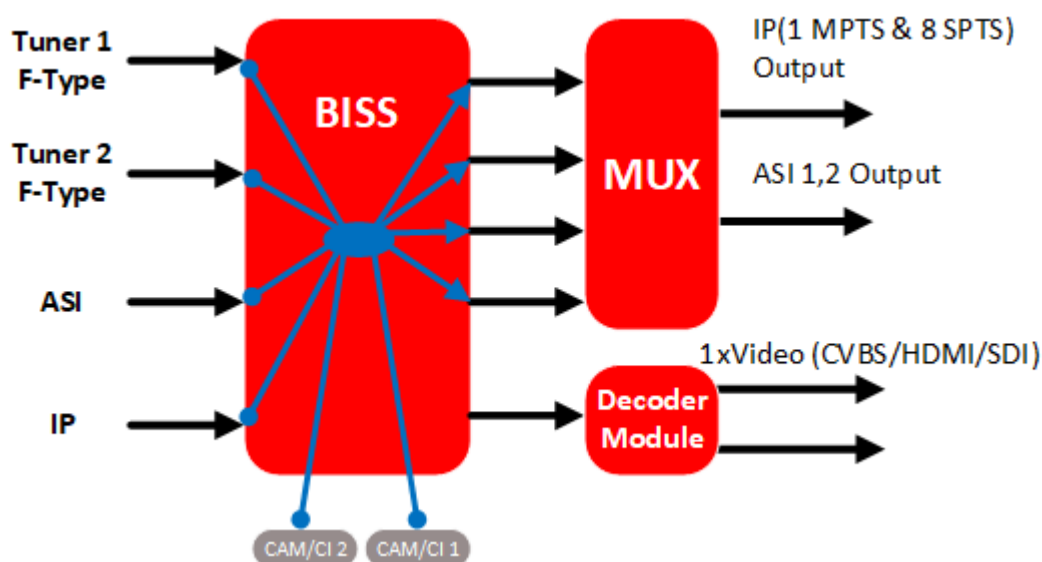 Tuner 1
F-Type
Tuner 2
F-Type
ASI
IP
BISS
CAM/CI 2
CAM/CI 1
MUX
Decoder
Module
IP(1 MPTS & 8 SPTS)
Output
ASI 1,2 Output
1xVideo (CVBS/HDMI/SDI)